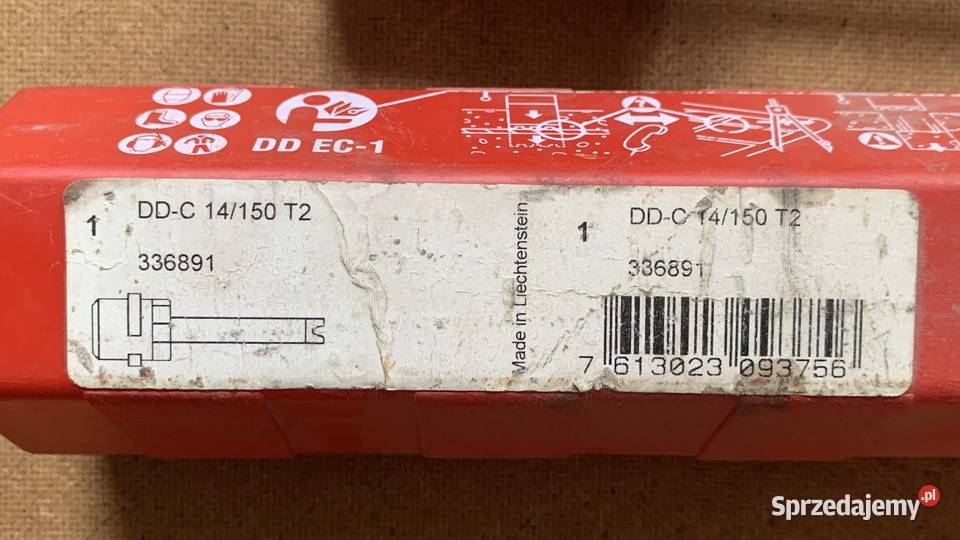 DD EC-1
1
DD-C 14/150 T2
336891
Made in Liechtenstein
1
DD-C 14/150 T2
336891
7 613023 093756
Sprzedajemy.pl